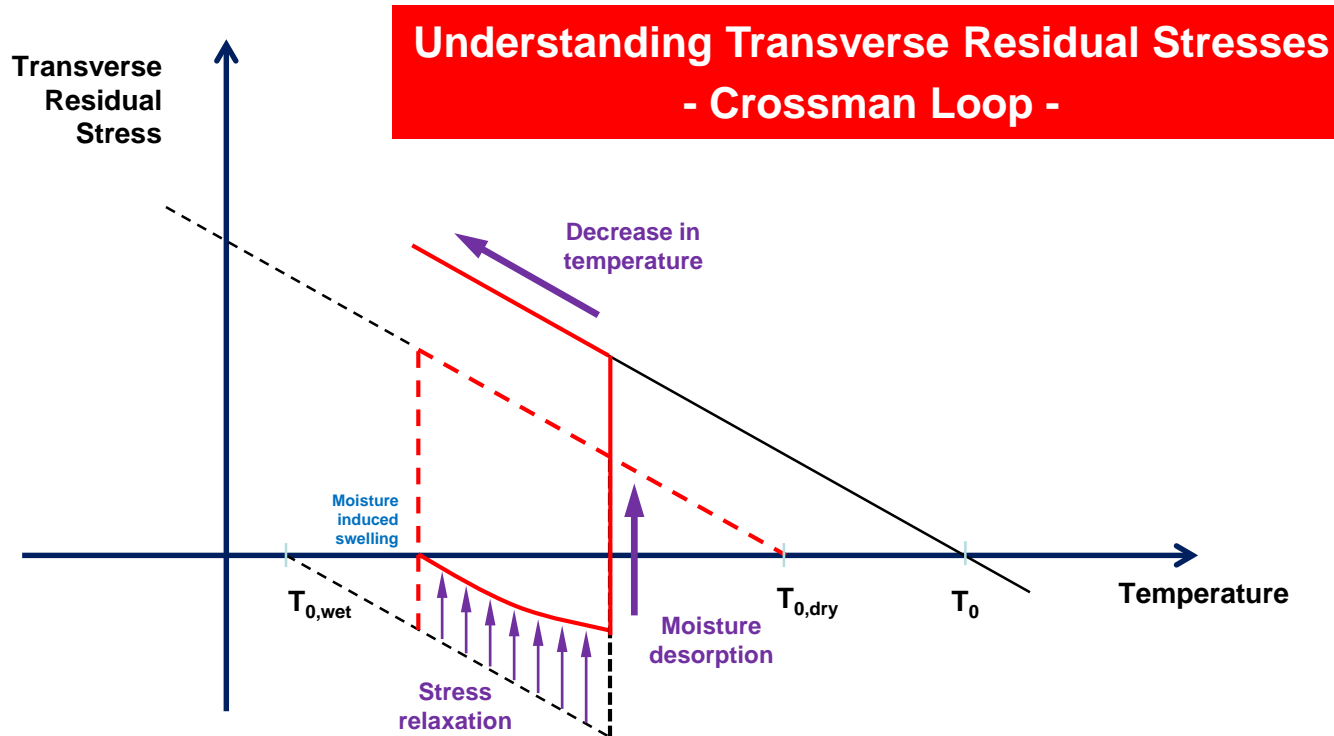 Understanding Transverse Residual Stresses
- Crossman Loop -
Transverse
Residual
Stress
Decrease in
temperature
Moisture
induced
swelling
T0,wet
T0,dry
T0
Temperature
Moisture
desorption
Stress
relaxation